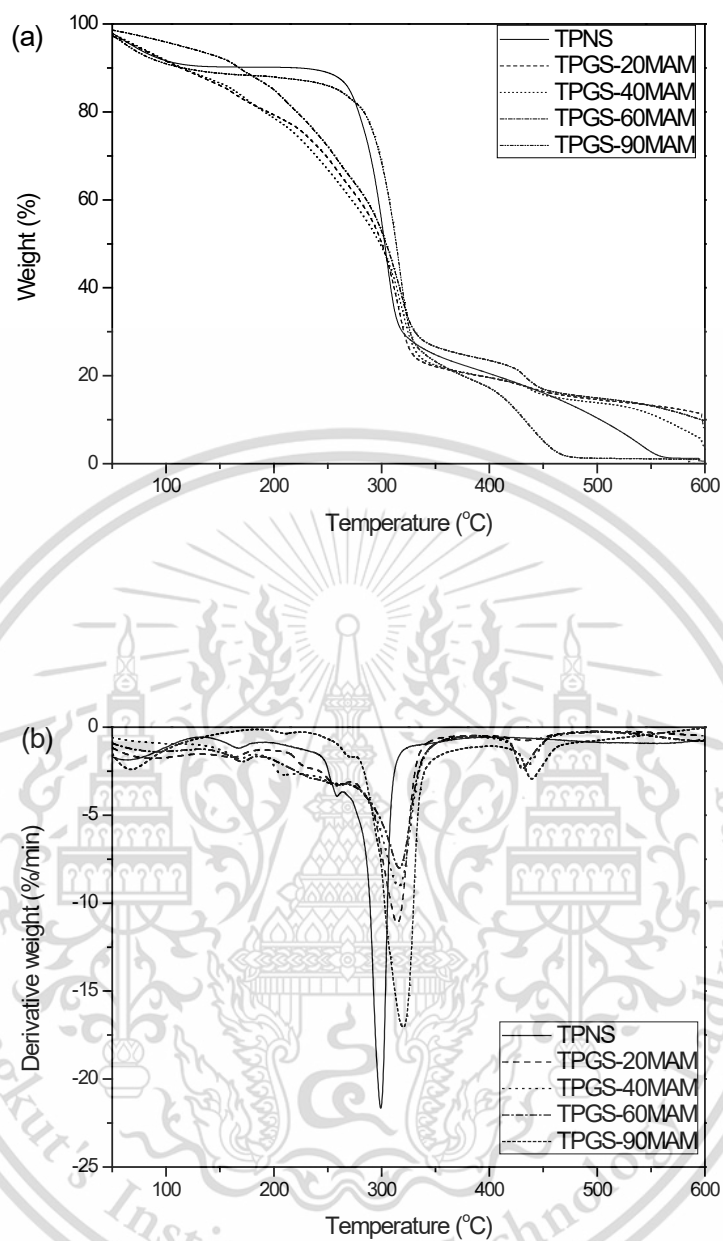 (a)
100
80
60
40
20
0
Weight (%)
TPNS
TPGS-20MAM
TPGS-40MAM
TPGS-60MAM
TPGS-90MAM
100
200
300
400
500
600
Temperature (°C)
(b)
0
-5
-10
-15
-20
-25
Derivative weight (%/min)
TPNS
TPGS-20MAM
TPGS-40MAM
TPGS-60MAM
TPGS-90MAM
100
200
300
400
500
600
Temperature (°C)